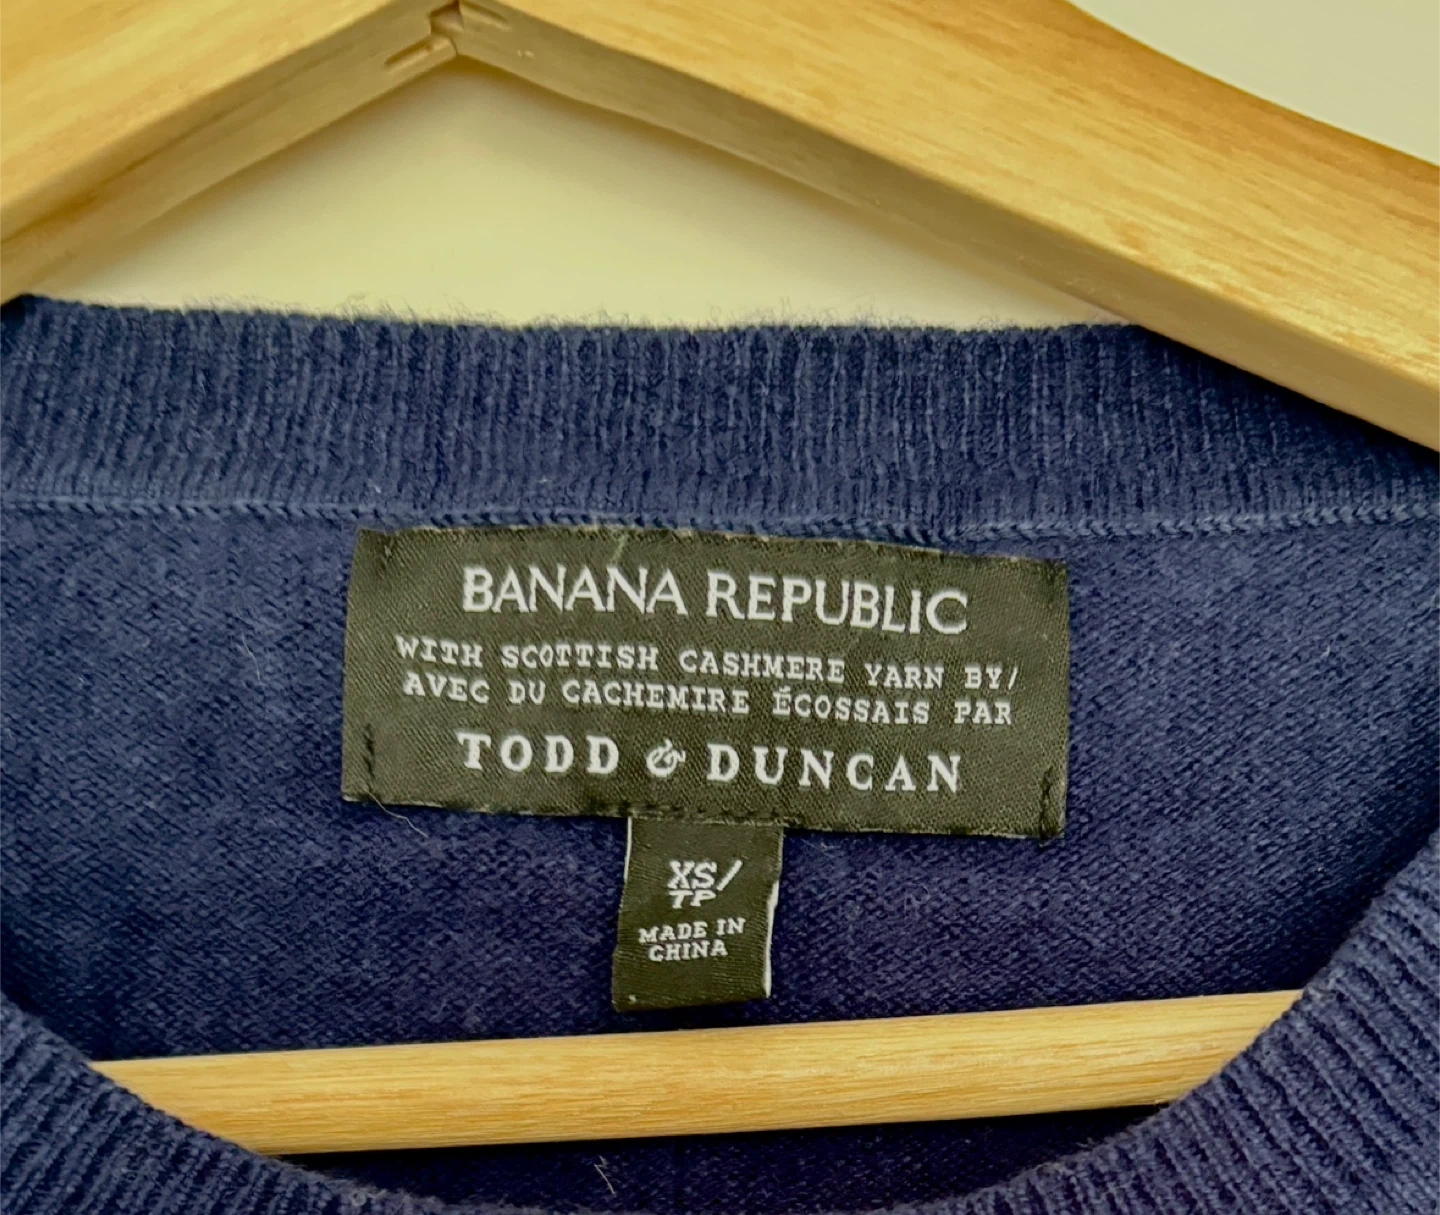 BANANA REPUBLIC
WITH SCOTTISH CASHMERE YARN BY/
AVEC DU CACHEMIRE ÉCOSSAIS PAR
TODD & DUNCAN
XS/
TP
MADE IN
CHINA